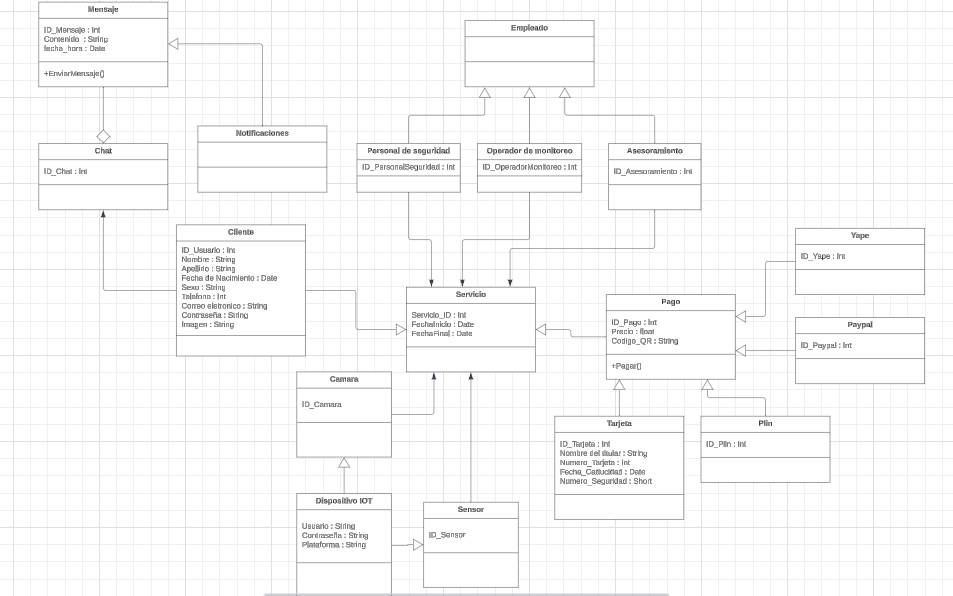 Mensaje
ID_Mensaje : Int
Contenido : String
fecha_hora : Date
+EnviarMensaje()
Empleado
Notificaciones
Chat
ID_Chat : Int
Personal de seguridad
ID_PersonalSeguridad : Int
Operador de monitoreo
ID_OperadorMonitoreo : Int
Asesoramiento
ID_Asesoramiento : Int
Cliente
ID_Usuario : Int
Nombre : String
Apellido : String
Fecha de Nacimiento : Date
Sexo : String
Telefono : Int
Correo eletronico : String
Contraseña : String
Imagen : String
Servicio
Servicio_ID : Int
FechaInicio : Date
FechaFinal : Date
Pago
ID_Pago : Int
Precio : float
Codigo_QR : String
+Pagar()
Yape
ID_Yape : Int
Paypal
ID_Paypal : Int
Camara
ID_Camara
Tarjeta
ID_Tarjeta : Int
Nombre del titular : String
Numero_Tarjeta : Int
Fecha_Caducidad : Date
Numero_Seguridad : Short
Plin
ID_Plin : Int
Dispositivo IOT
Usuario : String
Contraseña : String
Plataforma : String
Sensor
ID_Sensor